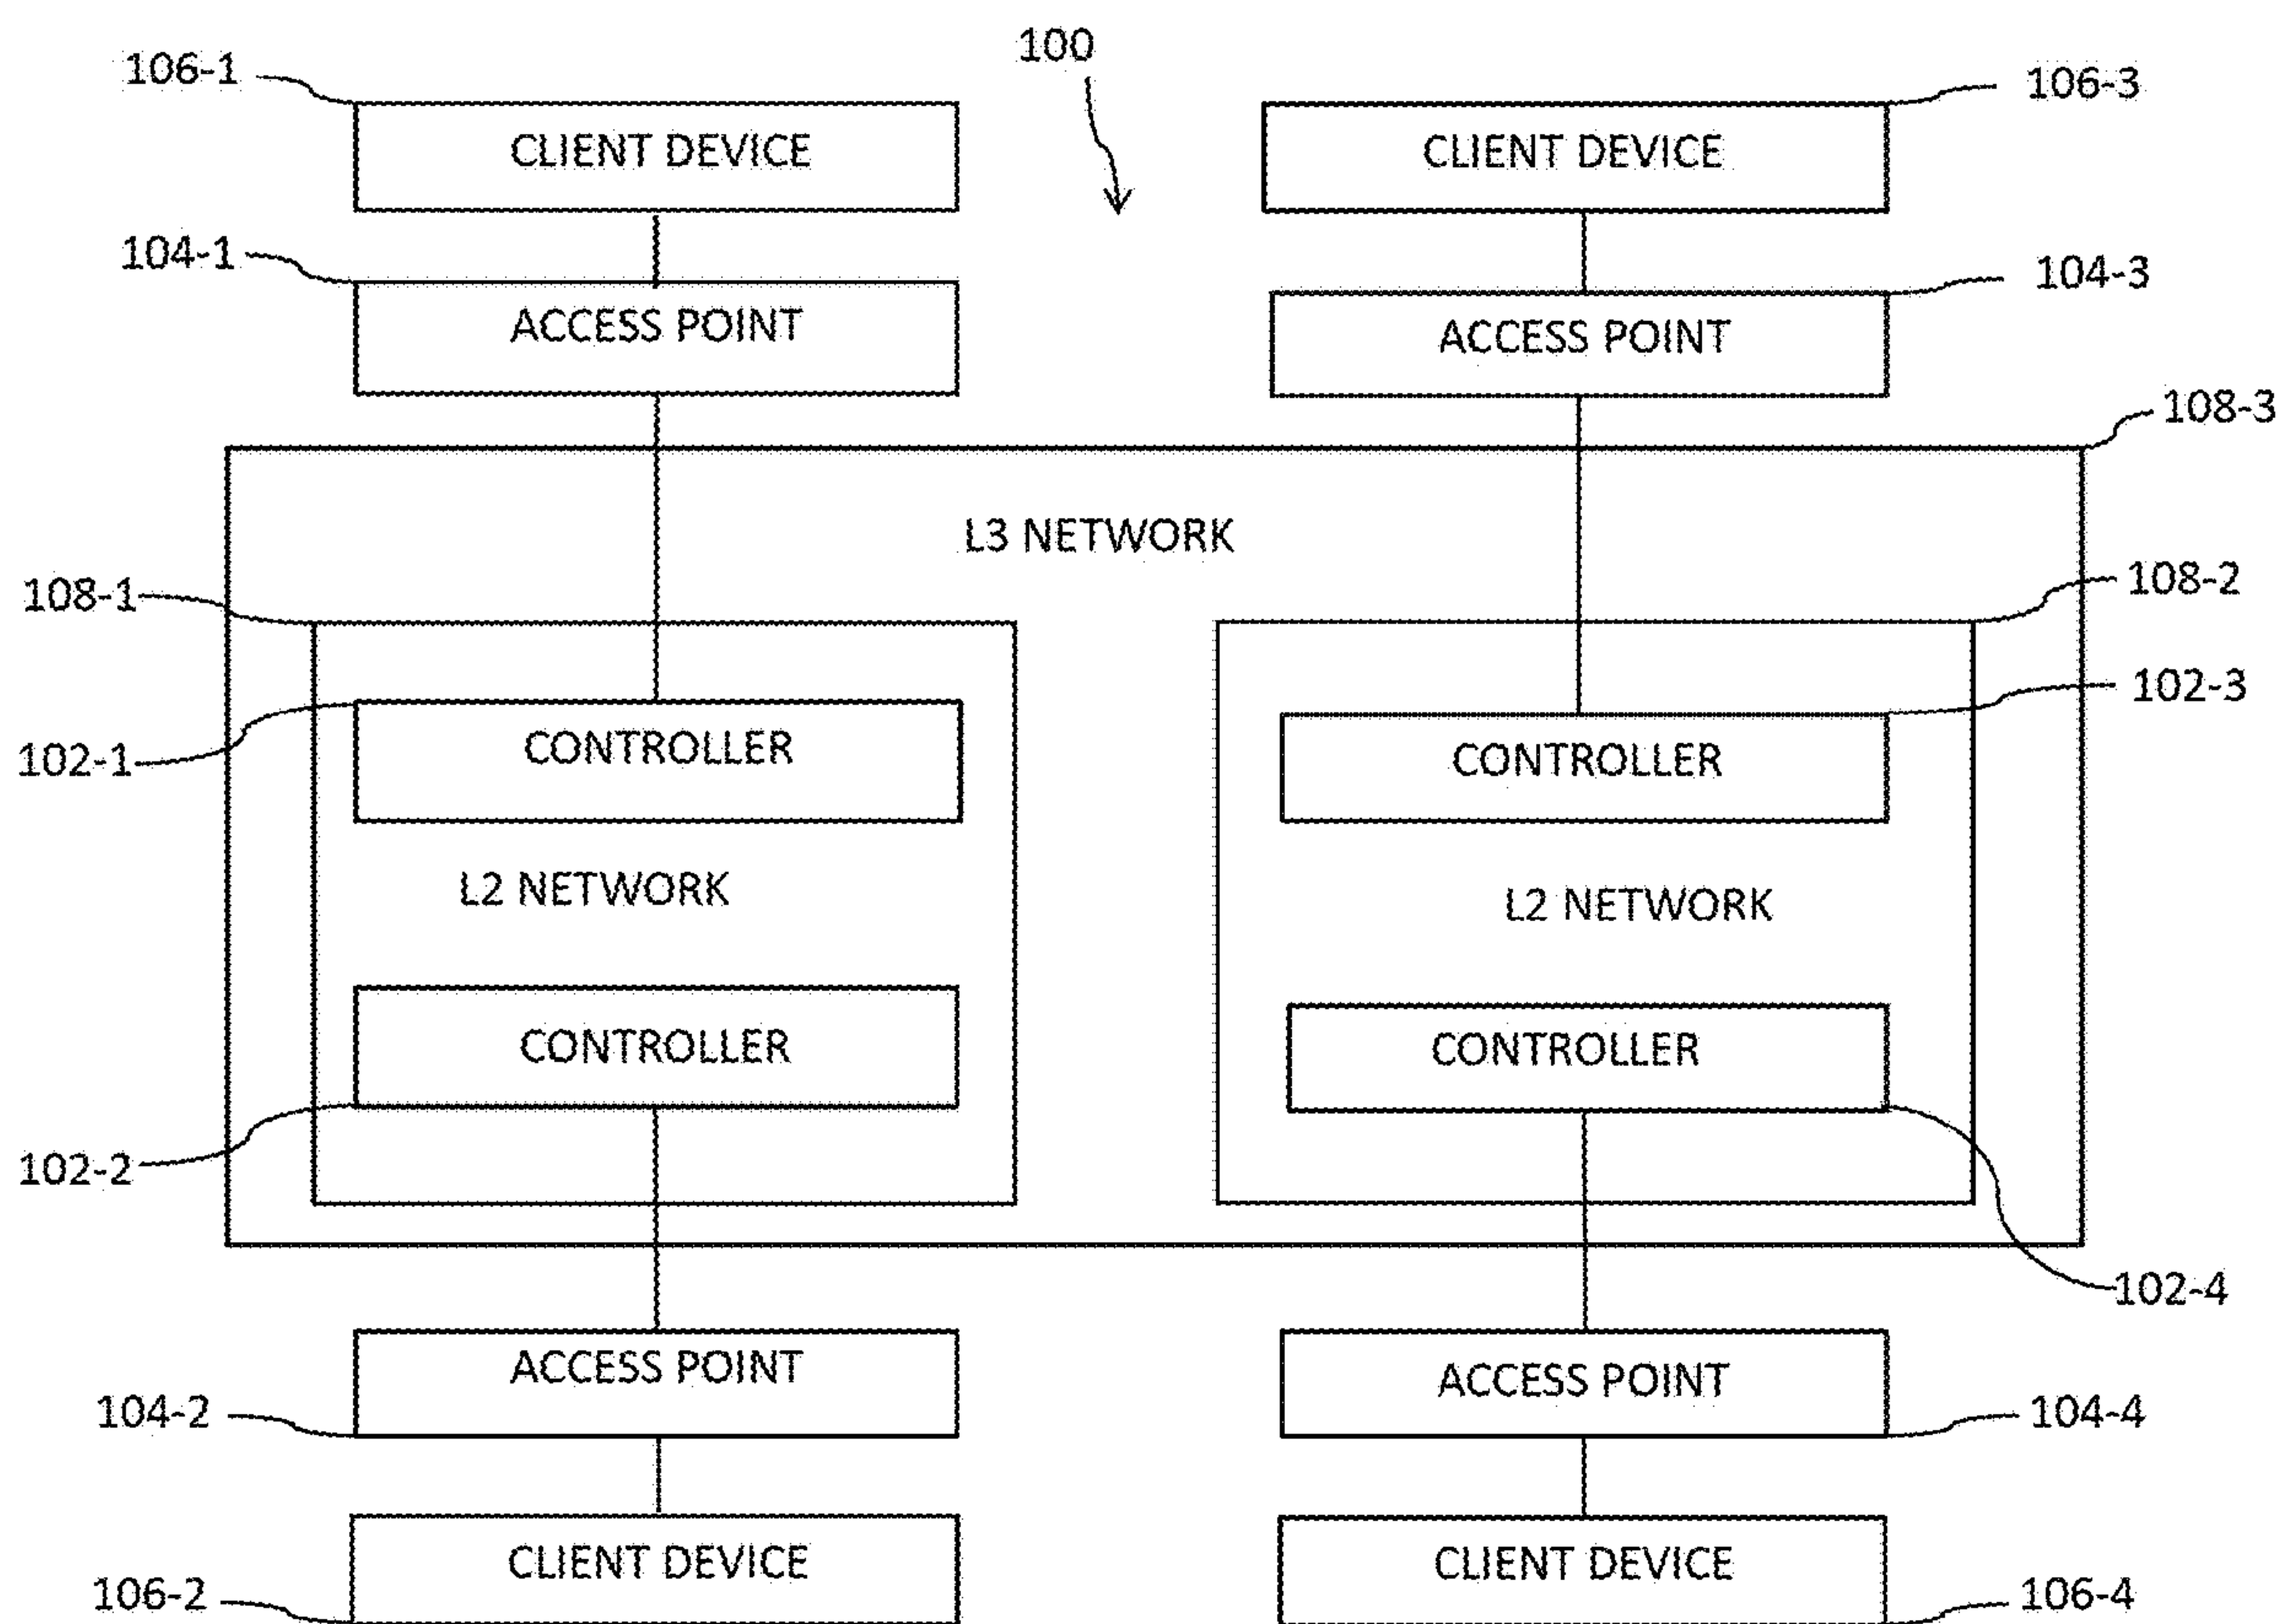 100
106-1
CLIENT DEVICE
CLIENT DEVICE
106-3
104-1
ACCESS POINT
ACCESS POINT
104-3
108-3
L3 NETWORK
108-1
108-2
102-1
CONTROLLER
CONTROLLER
102-3
L2 NETWORK
L2 NETWORK
102-2
CONTROLLER
CONTROLLER
102-4
104-2
ACCESS POINT
ACCESS POINT
104-4
106-2
CLIENT DEVICE
CLIENT DEVICE
106-4